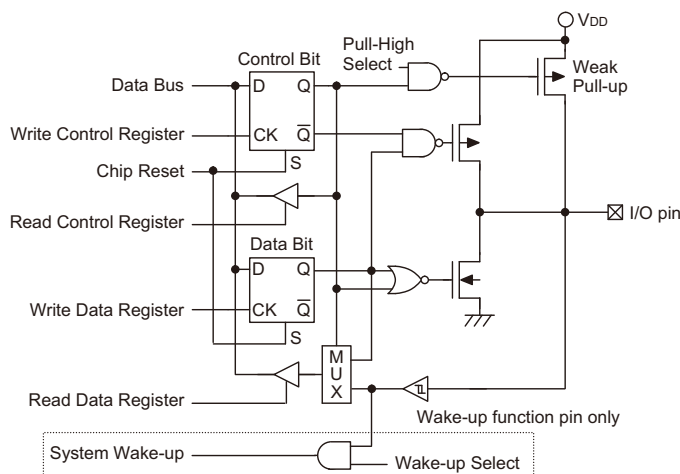 VDD
Control Bit
Pull-High
Select
Weak
Pull-up
Data Bus
D
Q
Write Control Register
CK
Q
S
Chip Reset
Read Control Register
I/O pin
Data Bit
D
Q
Write Data Register
CK
Q
S
M
U
X
Read Data Register
Wake-up function pin only
System Wake-up
Wake-up Select